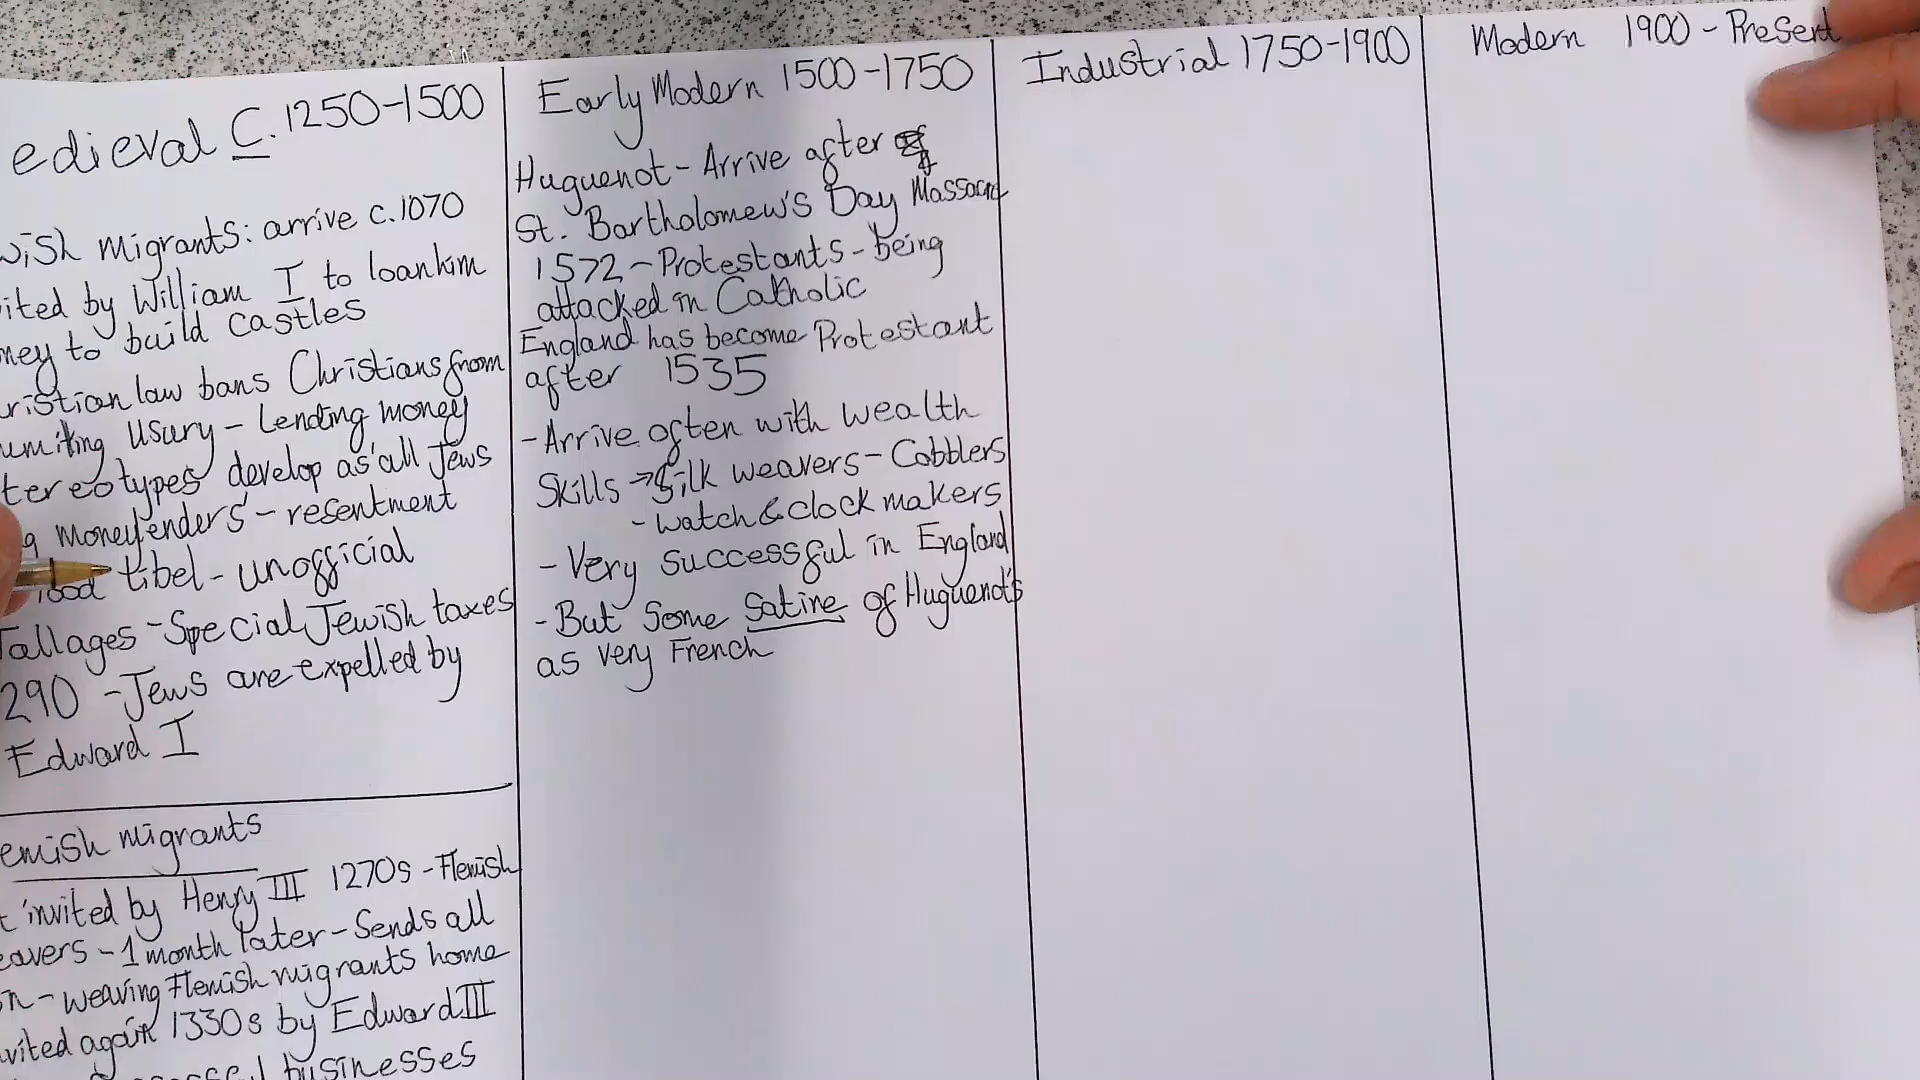 edieval C. 1250-1500
wish migrants: arrive c.1070
ited by William I to loan him
ney to build castles
ristian law bans Christians from
umiting Usury - Lending money
tereotypes develop as 'all Jews
g moneylenders' - resentment
libel - unofficial
Tallages - Special Jewish taxes
290 - Jews are expelled by
Edward I
emish migrants
t invited by Henry III 1270s - Flemish
eavers - 1 month later - Sends all
on - weaving Flemish migrants home
vited again 1330s by Edward III
businesses
Early Modern 1500-1750
Huguenot - Arrive after
St. Bartholomew's Day Massacre
1572 - Protestants - being
attacked in Catholic
England has become Protestant
after 1535
- Arrive often with wealth
Skills → Silk weavers - Cobblers
- watch & clock makers
- Very successful in England
- But some satire of Huguenot's
as very French
Industrial 1750-1900
Modern 1900 - Present